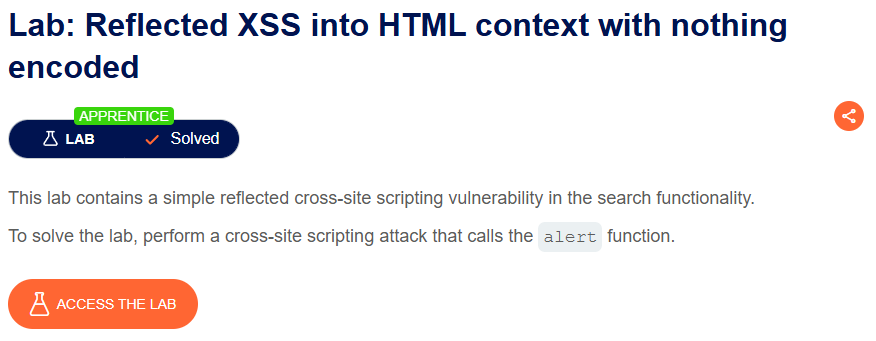 Lab: Reflected XSS into HTML context with nothing
encoded
APPRENTICE
LAB Solved
This lab contains a simple reflected cross-site scripting vulnerability in the search functionality.
To solve the lab, perform a cross-site scripting attack that calls the alert function.
ACCESS THE LAB